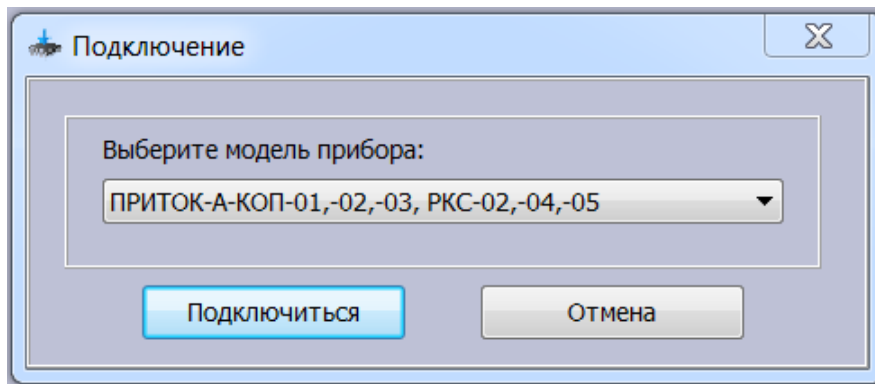 Подключение
Выберите модель прибора:
ПРИТОК-А-КОП-01,-02,-03, РКС-02,-04,-05
Подключиться
Отмена